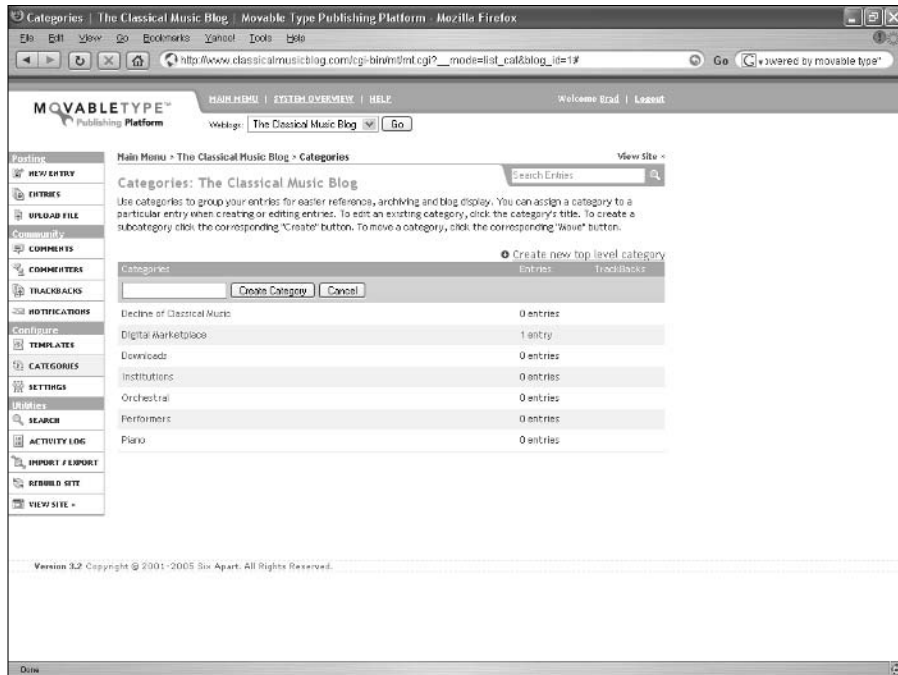 Categories | The Classical Music Blog | Movable Type Publishing Platform - Mozilla Firefox
File Edit View Go Bookmarks Yahoo! Tools Help
http://www.classicalmusicblog.com/cgi-bin/mt/mt.cgi?__mode=list_cat&blog_id=1# Go powered by movable type"
MAIN MENU | SYSTEM OVERVIEW | HELP Welcome Brad | Logout
MOVABLETYPE™
Publishing Platform
Weblogs: The Classical Music Blog Go
Main Menu > The Classical Music Blog > Categories View Site »
Search Entries
Categories: The Classical Music Blog
Use categories to group your entries for easier reference, archiving and blog display. You can assign a category to a
particular entry when creating or editing entries. To edit an existing category, click the category's title. To create a
subcategory click the corresponding "Create" button. To move a category, click the corresponding "Move" button.
Create new top level category
Categories Entries TrackBacks
Create Category Cancel
Decline of Classical Music 0 entries
Digital Marketplace 1 entry
Downloads 0 entries
Institutions 0 entries
Orchestral 0 entries
Performers 0 entries
Piano 0 entries
Posting
NEW ENTRY
ENTRIES
UPLOAD FILE
Community
COMMENTS
COMMENTERS
TRACKBACKS
NOTIFICATIONS
Configure
TEMPLATES
CATEGORIES
SETTINGS
Utilities
SEARCH
ACTIVITY LOG
IMPORT / EXPORT
REBUILD SITE
VIEW SITE »
Version 3.2 Copyright © 2001-2005 Six Apart. All Rights Reserved.
Done